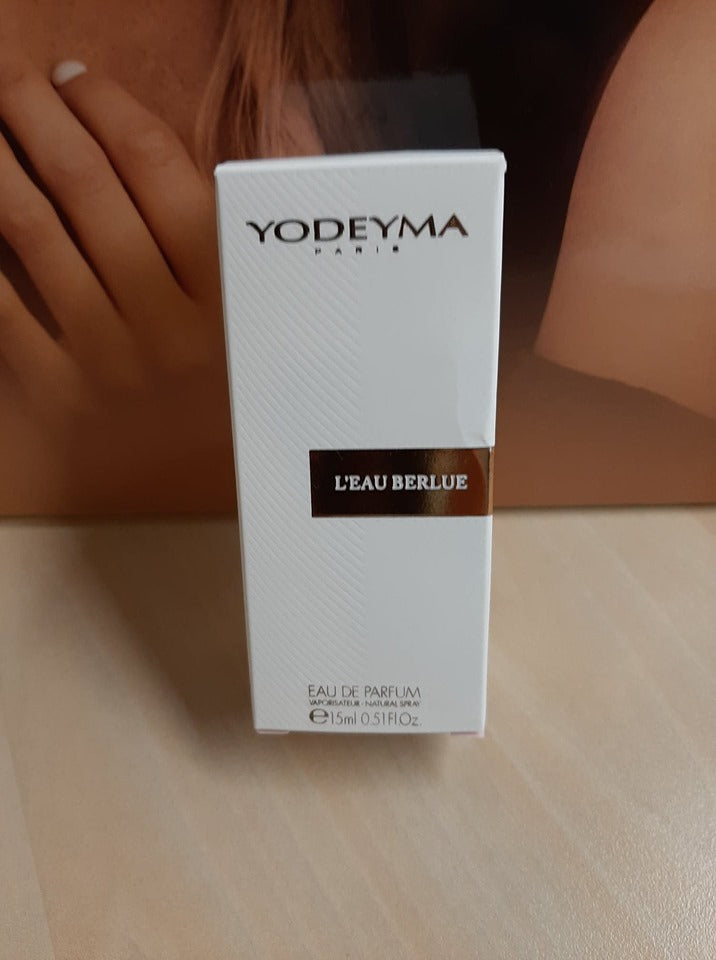 YODEYMA
PARIS
L'EAU BERLUE
EAU DE PARFUM
VAPORISATEUR - NATURAL SPRAY
℮15ml 0.51Fl.Oz.